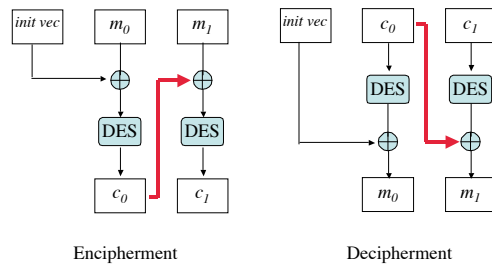 init vec m₀ m₁
DES DES
c₀ c₁
Encipherment
init vec c₀ c₁
DES DES
m₀ m₁
Decipherment